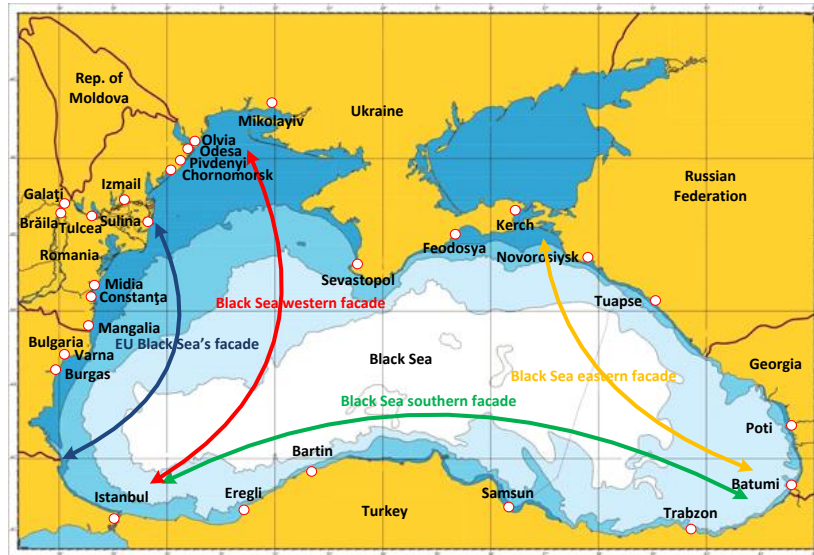 Rep. of
Moldova
Ukraine
Mikolayiv
Olvia
Odesa
Pivdenyi
Chornomorsk
Russian
Federation
Galaţi
Izmail
Brăila
Tulcea
Sulina
Kerch
Feodosya
Romania
Novorosiysk
Sevastopol
Midia
Constanţa
Black Sea western facade
Tuapse
Mangalia
Bulgaria
EU Black Sea's facade
Varna
Burgas
Black Sea
Georgia
Black Sea eastern facade
Black Sea southern facade
Poti
Bartin
Batumi
Istanbul
Eregli
Samsun
Turkey
Trabzon